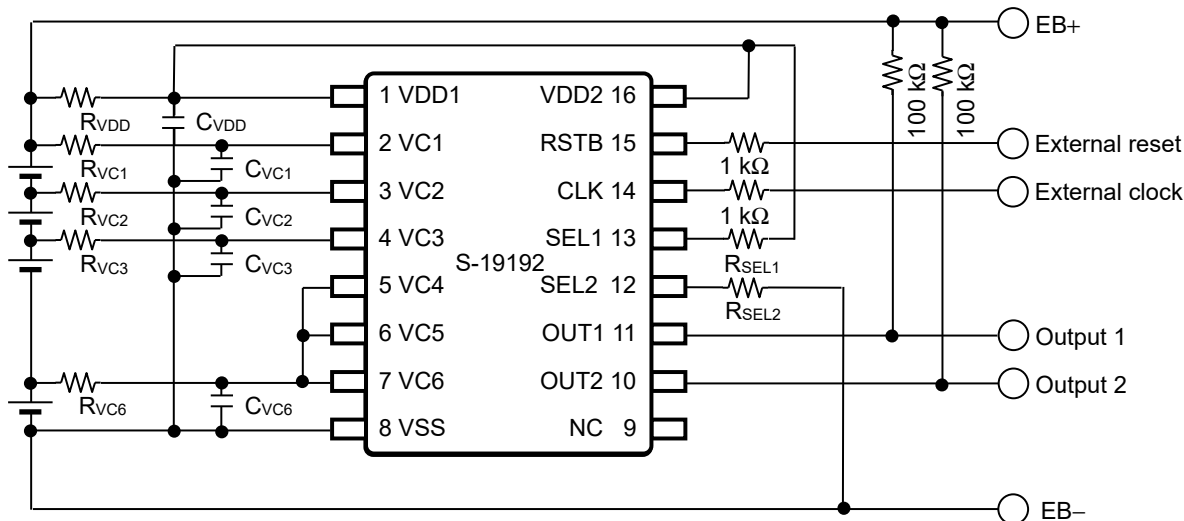 EB+
100 kΩ
100 kΩ
RVDD
CVDD
1 VDD1
VDD2 16
RVC1
CVC1
2 VC1
RSTB 15
1 kΩ
External reset
RVC2
CVC2
3 VC2
CLK 14
1 kΩ
External clock
RVC3
CVC3
4 VC3
SEL1 13
RSEL1
S-19192
5 VC4
SEL2 12
RSEL2
6 VC5
OUT1 11
Output 1
RVC6
CVC6
7 VC6
OUT2 10
Output 2
8 VSS
NC 9
EB−